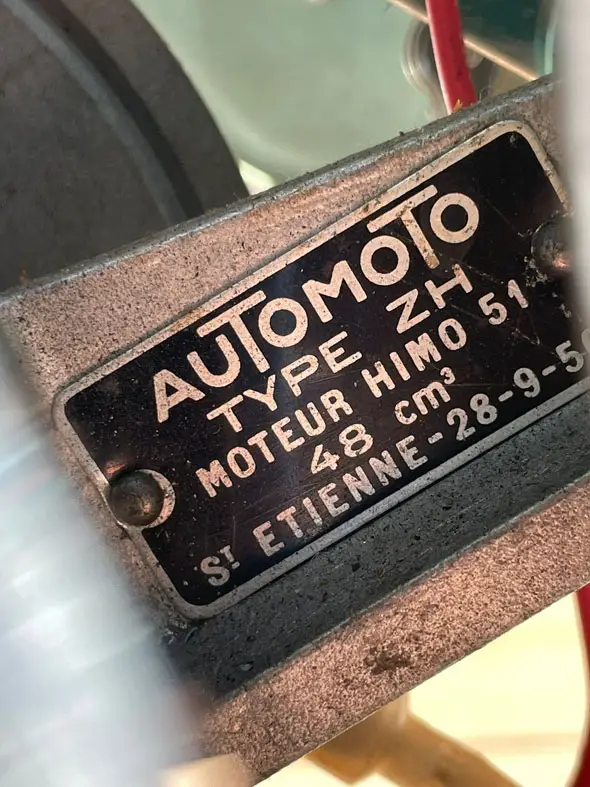 AUTOMOTO
TYPE ZH
MOTEUR HIMO 51
48 cm³
ST ETIENNE-28-9-5